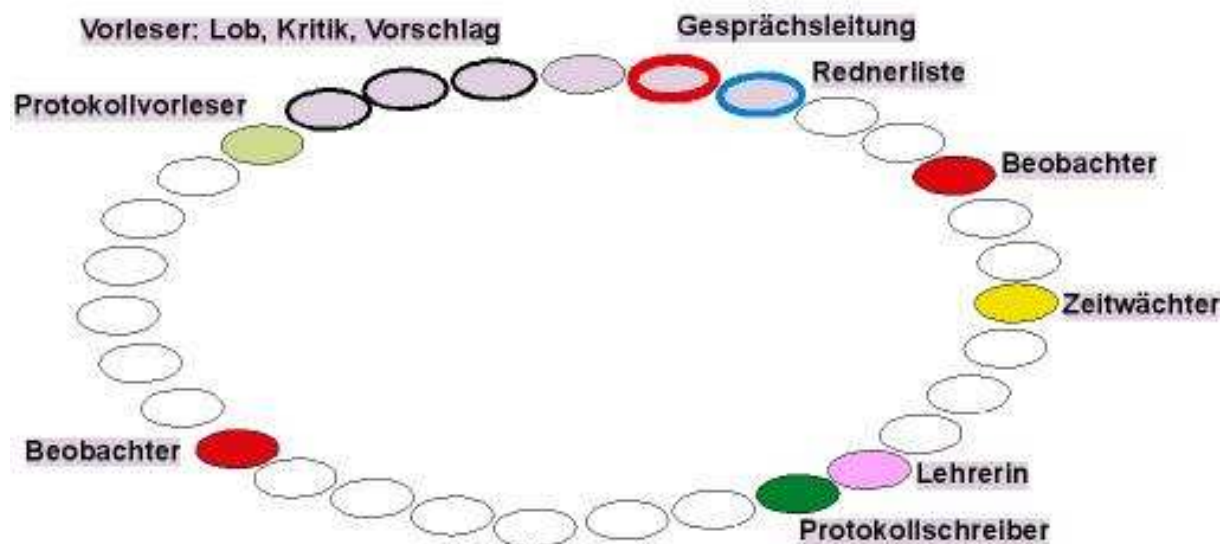 Vorleser: Lob, Kritik, Vorschlag
Gesprächsleitung
Rednerliste
Protokollvorleser
Beobachter
Zeitwächter
Beobachter
Lehrerin
Protokollschreiber